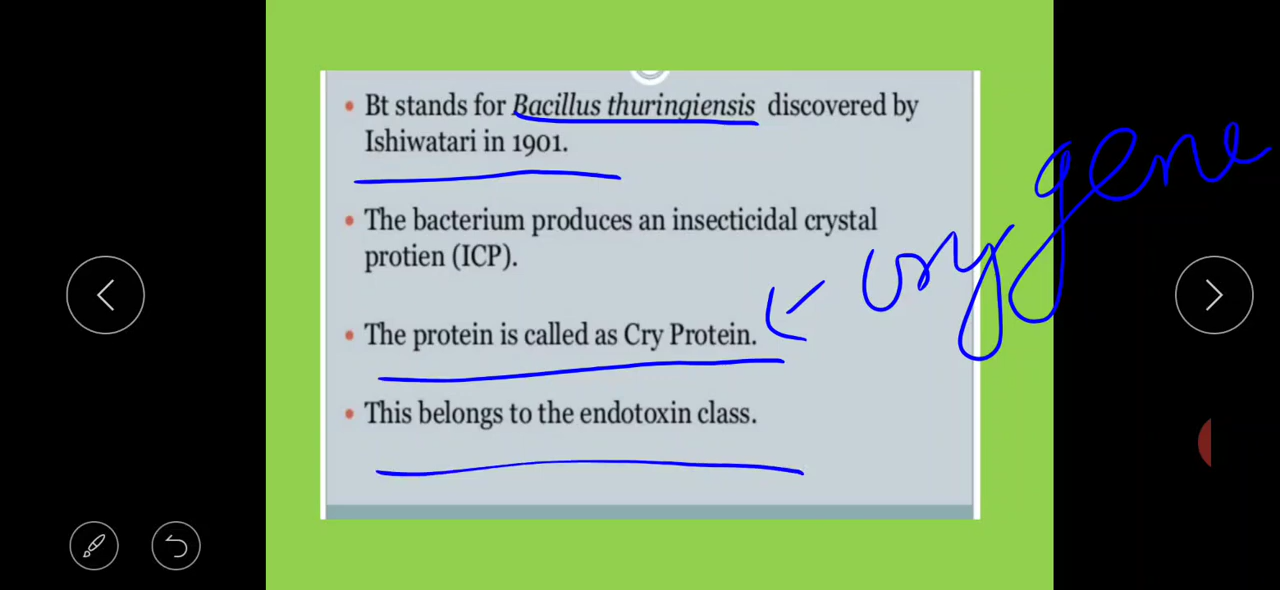 • Bt stands for Bacillus thuringiensis discovered by
Ishiwatari in 1901.
• The bacterium produces an insecticidal crystal
protien (ICP).
• The protein is called as Cry Protein.
• This belongs to the endotoxin class.
cry gene